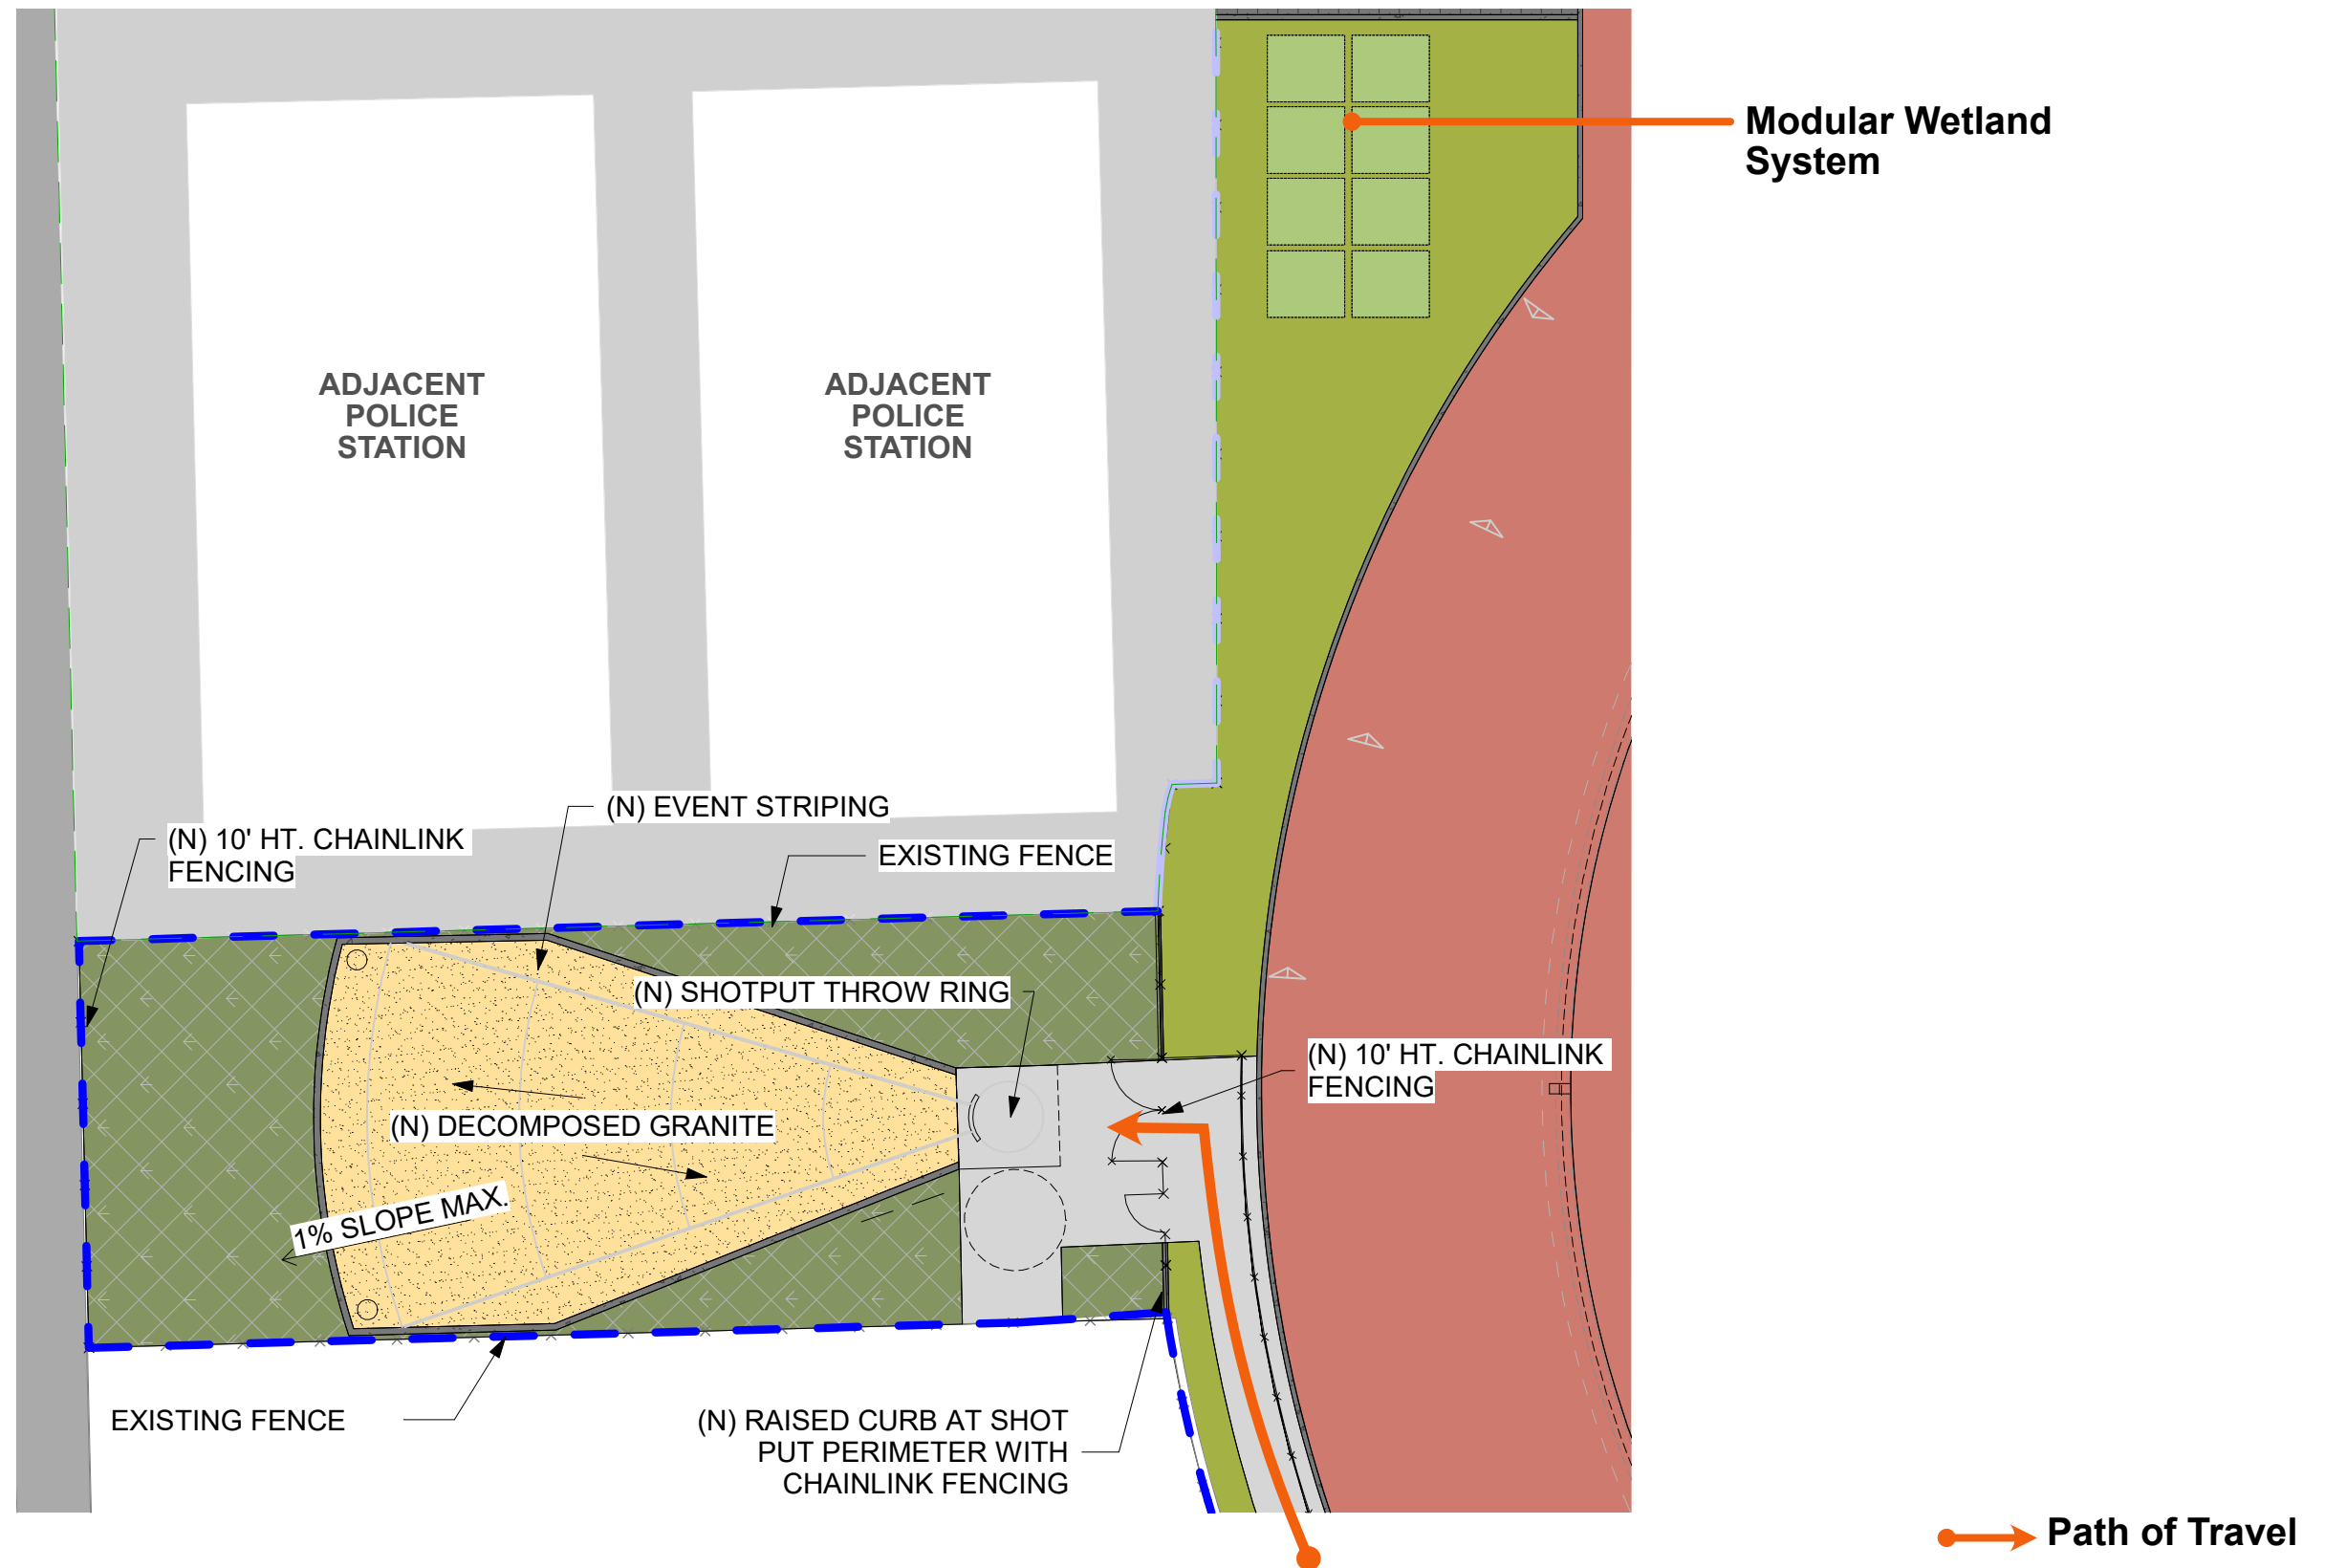 Modular Wetland
System
ADJACENT
POLICE
STATION
ADJACENT
POLICE
STATION
(N) EVENT STRIPING
(N) 10' HT. CHAINLINK
FENCING
EXISTING FENCE
(N) SHOTPUT THROW RING
(N) 10' HT. CHAINLINK
FENCING
(N) DECOMPOSED GRANITE
1% SLOPE MAX.
EXISTING FENCE
(N) RAISED CURB AT SHOT
PUT PERIMETER WITH
CHAINLINK FENCING
Path of Travel